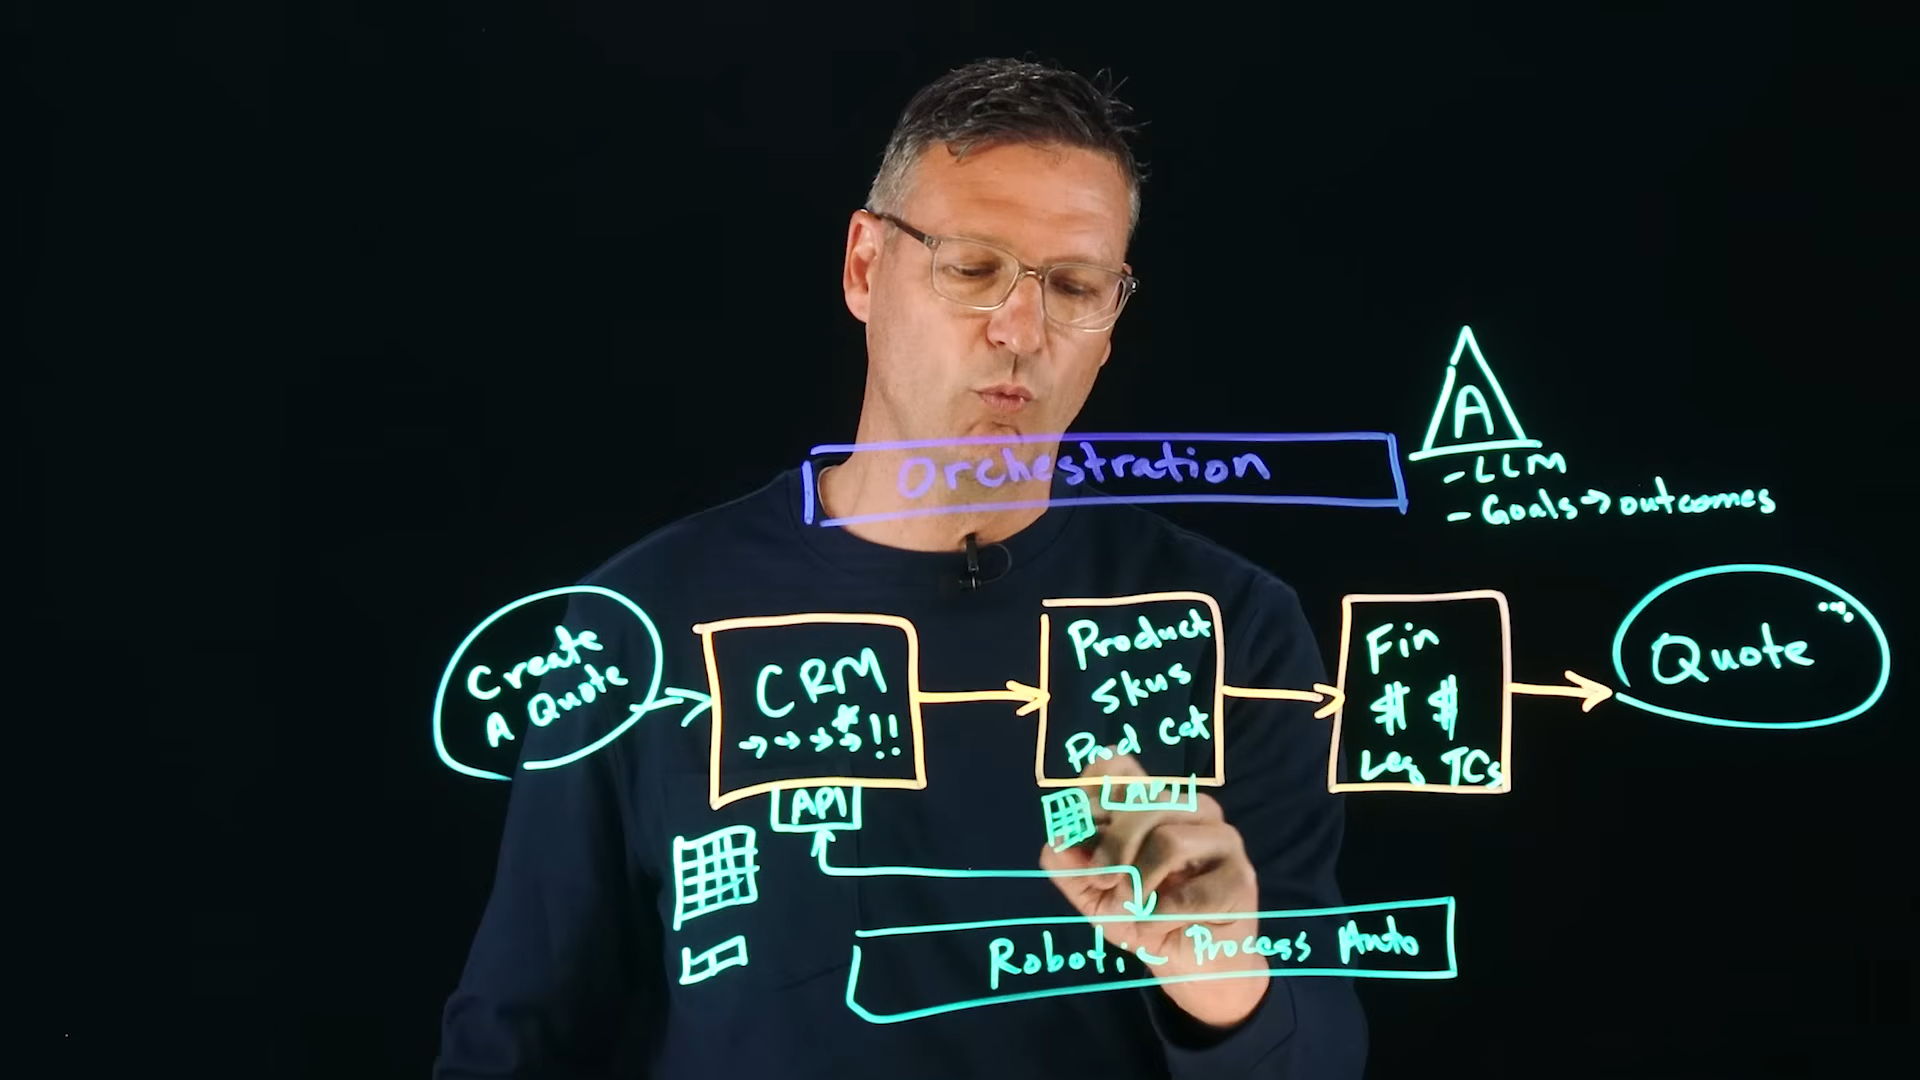 Orchestration
A
- LLM
- Goals → outcomes
Create
A Quote
CRM
→→→→*!!
API
Product
Skus
Prod Cat
API
Fin
$ $
Leg TCs
Quote ...
Robotic Process Auto